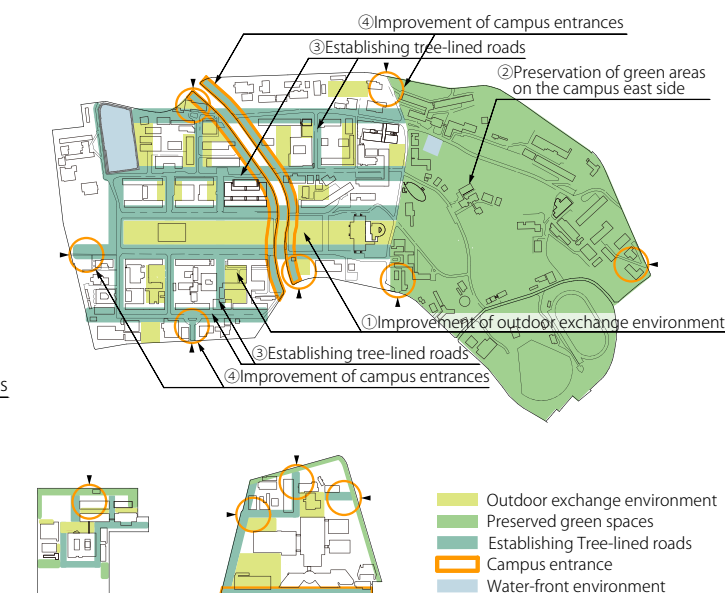 ④Improvement of campus entrances
③Establishing tree-lined roads
②Preservation of green areas
on the campus east side
①Improvement of outdoor exchange environment
③Establishing tree-lined roads
④Improvement of campus entrances
s
Outdoor exchange environment
Preserved green spaces
Establishing Tree-lined roads
Campus entrance
Water-front environment